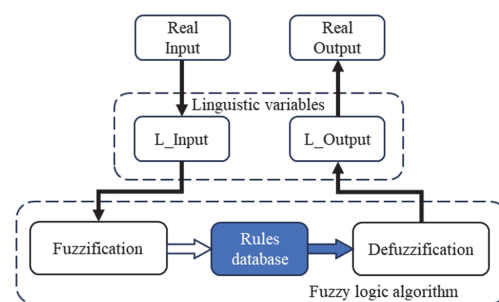 Real
Input
Real
Output
Linguistic variables
L_Input
L_Output
Fuzzification
Rules
database
Defuzzification
Fuzzy logic algorithm